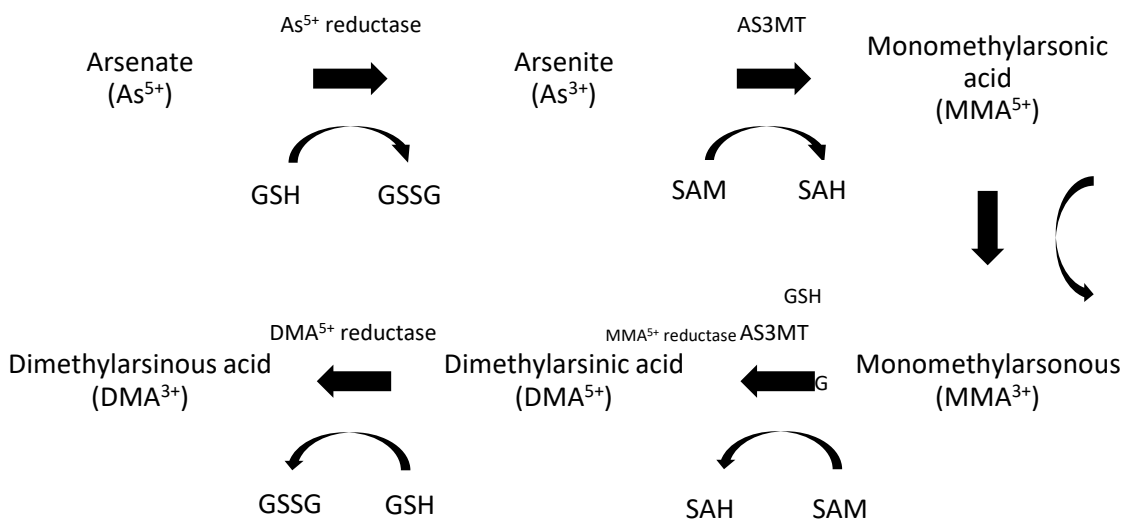 As⁵⁺ reductase
AS3MT
Arsenate
(As⁵⁺)
Arsenite
(As³⁺)
Monomethylarsonic
acid
(MMA⁵⁺)
GSH
GSSG
SAM
SAH
GSH
DMA⁵⁺ reductase
MMA⁵⁺ reductase
AS3MT
Dimethylarsinous acid
(DMA³⁺)
Dimethylarsinic acid
(DMA⁵⁺)
G
Monomethylarsonous
(MMA³⁺)
GSSG
GSH
SAH
SAM